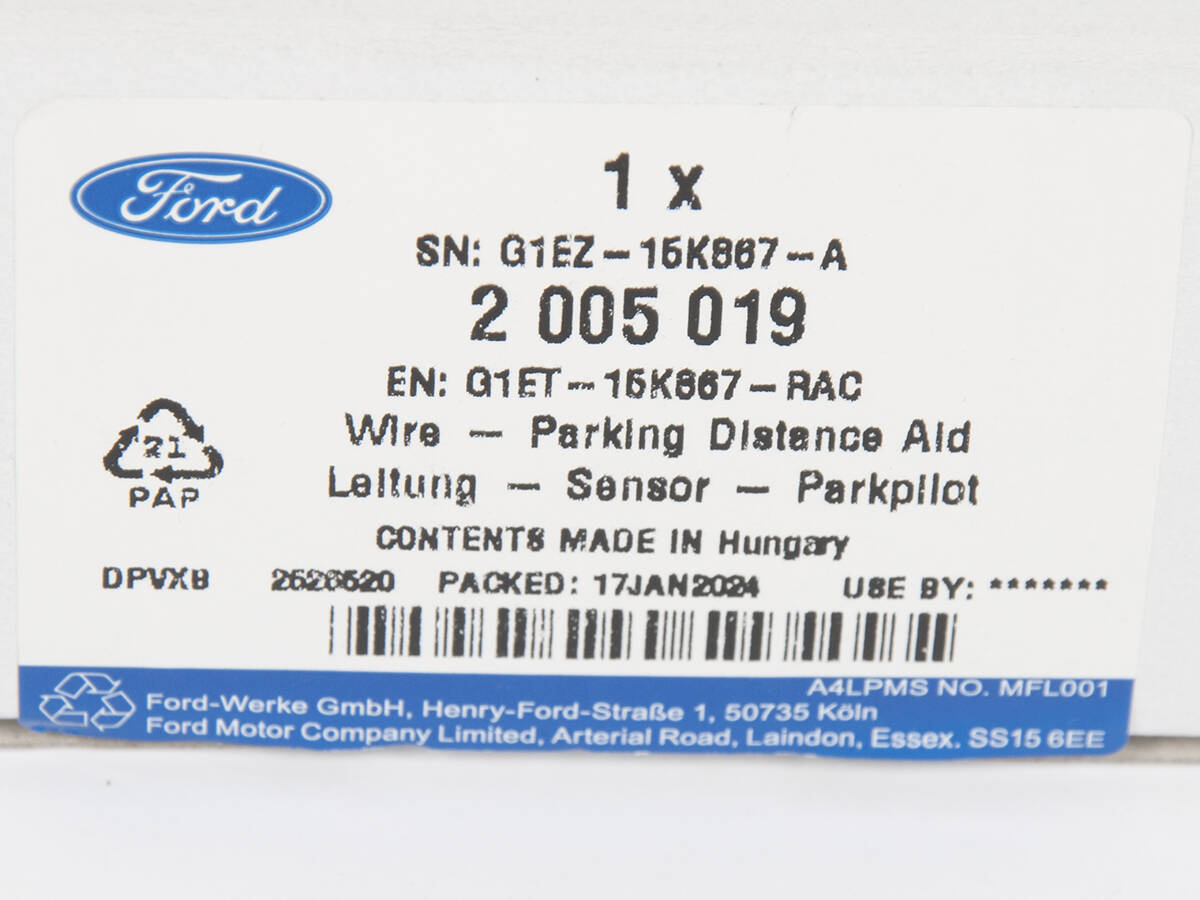 Ford
1 x
SN: G1EZ-15K867-A
2 005 019
EN: G1ET-15K867-RAC
Wire - Parking Distance Aid
Leitung - Sensor - Parkpilot
21
PAP
CONTENTS MADE IN Hungary
DPVXB PACKED: 17JAN2024 USE BY: *******
A4LPMS NO. MFL001
Ford-Werke GmbH, Henry-Ford-Straße 1, 50735 Köln
Ford Motor Company Limited, Arterial Road, Laindon, Essex. SS15 6EE